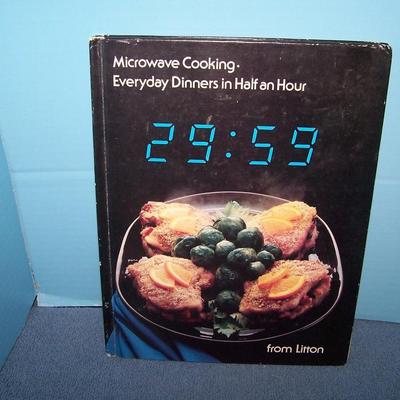 Microwave Cooking·
Everyday Dinners in Half an Hour
29:59
from Litton